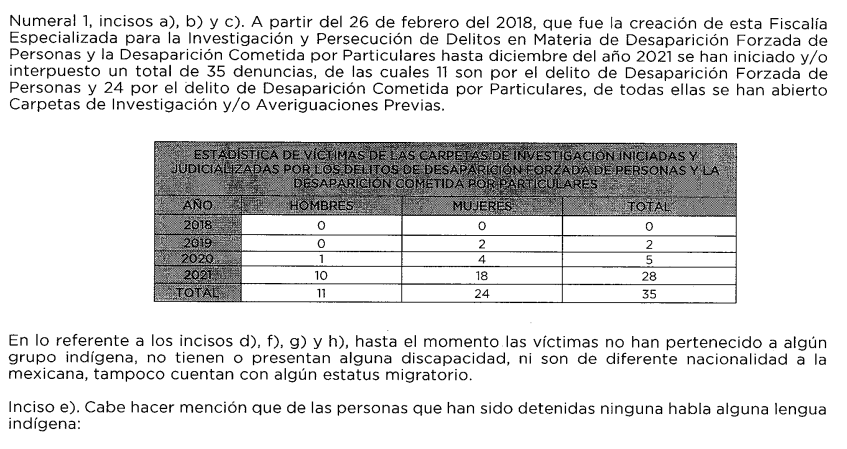 Numeral 1, incisos a), b) y c). A partir del 26 de febrero del 2018, que fue la creación de esta Fiscalía
Especializada para la Investigación y Persecución de Delitos en Materia de Desaparición Forzada de
Personas y la Desaparición Cometida por Particulares hasta diciembre del año 2021 se han iniciado y/o
interpuesto un total de 35 denuncias, de las cuales 11 son por el delito de Desaparición Forzada de
Personas y 24 por el delito de Desaparición Cometida por Particulares, de todas ellas se han abierto
Carpetas de Investigación y/o Averiguaciones Previas.
ESTADÍSTICA DE VÍCTIMAS DE LAS CARPETAS DE INVESTIGACIÓN INICIADAS Y
JUDICIALIZADAS POR LOS DELITOS DE DESAPARICIÓN FORZADA DE PERSONAS Y LA
DESAPARICIÓN COMETIDA POR PARTICULARES
AÑO HOMBRES MUJERES TOTAL
2018 0 0 0
2019 0 2 2
2020 1 4 5
2021 10 18 28
TOTAL 11 24 35
En lo referente a los incisos d), f), g) y h), hasta el momento las víctimas no han pertenecido a algún
grupo indígena, no tienen o presentan alguna discapacidad, ni son de diferente nacionalidad a la
mexicana, tampoco cuentan con algún estatus migratorio.
Inciso e). Cabe hacer mención que de las personas que han sido detenidas ninguna habla alguna lengua
indígena: